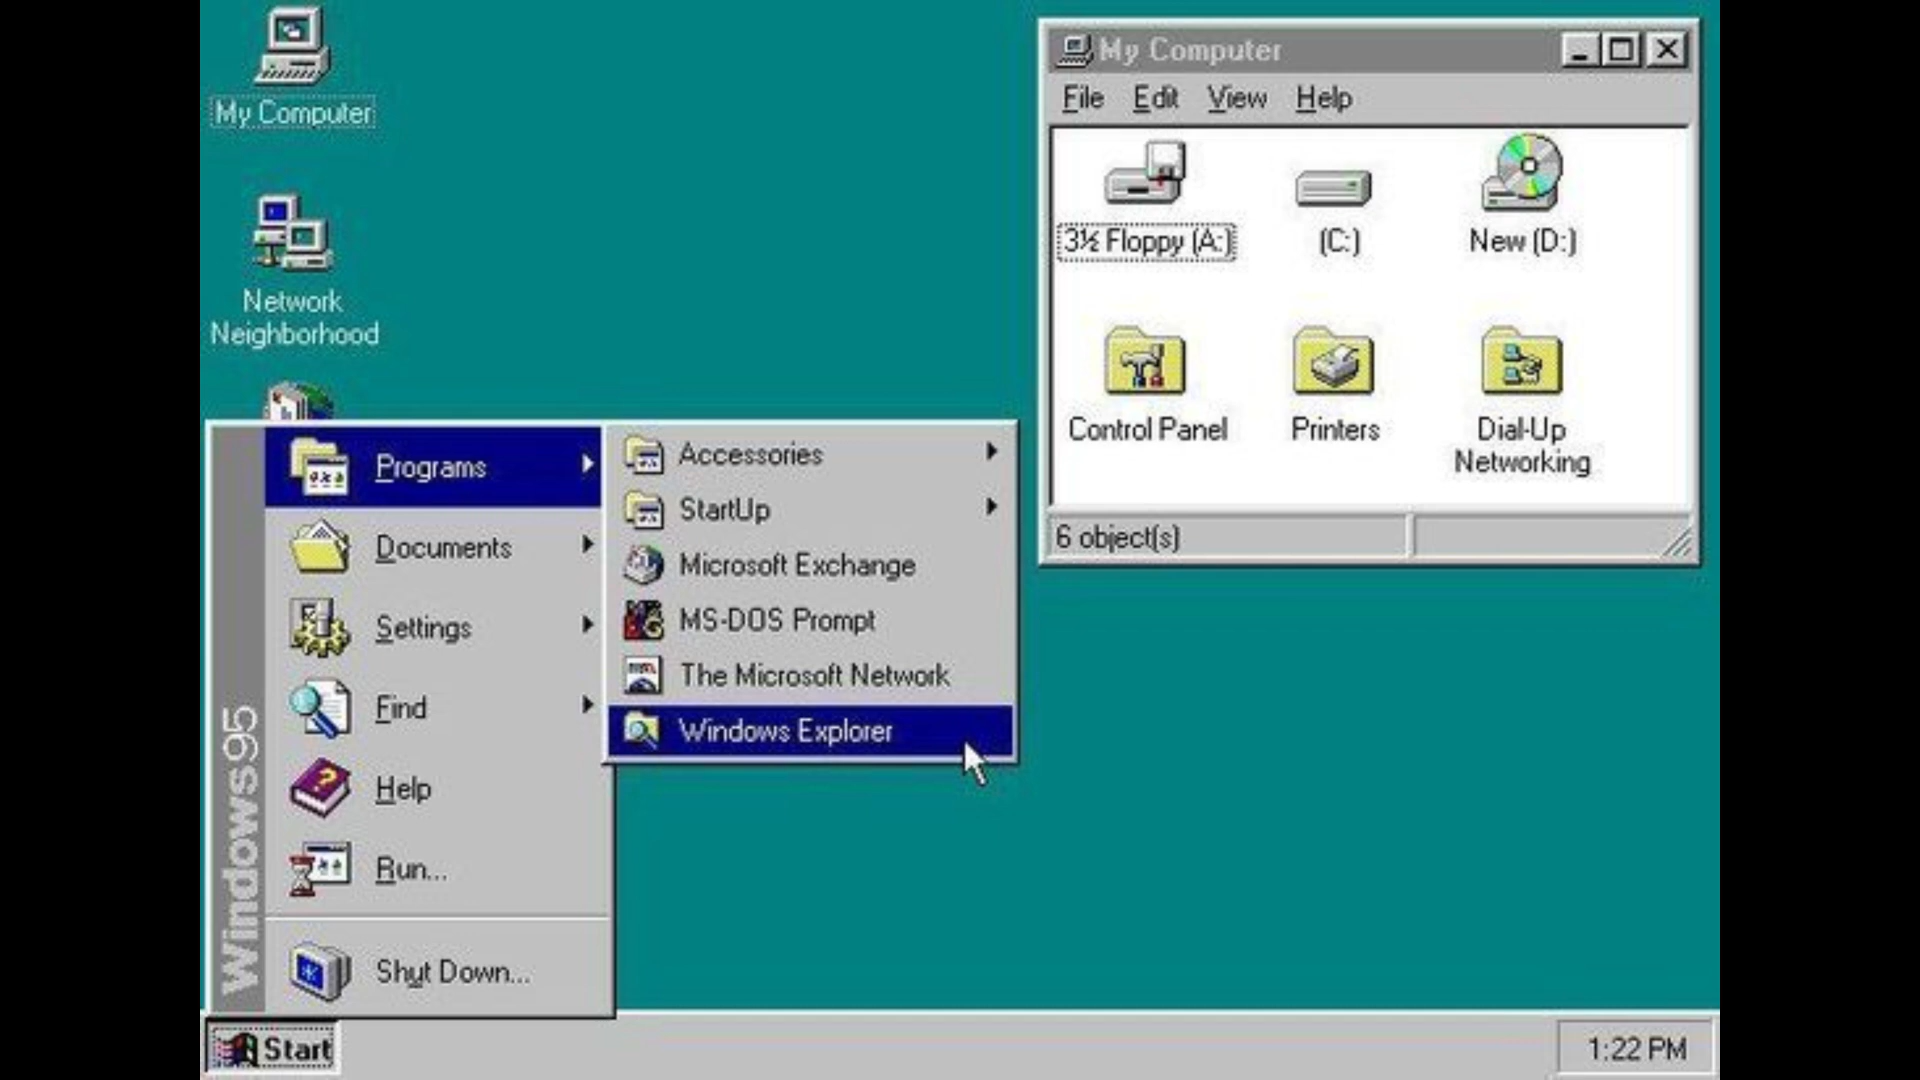 My Computer
Network
Neighborhood
My Computer
File Edit View Help
3½ Floppy (A:) (C:) New (D:)
Control Panel Printers Dial-Up
Networking
6 object(s)
Programs
Documents
Settings
Find
Help
Run...
Shut Down...
Windows95
Accessories
StartUp
Microsoft Exchange
MS-DOS Prompt
The Microsoft Network
Windows Explorer
Start
1:22 PM